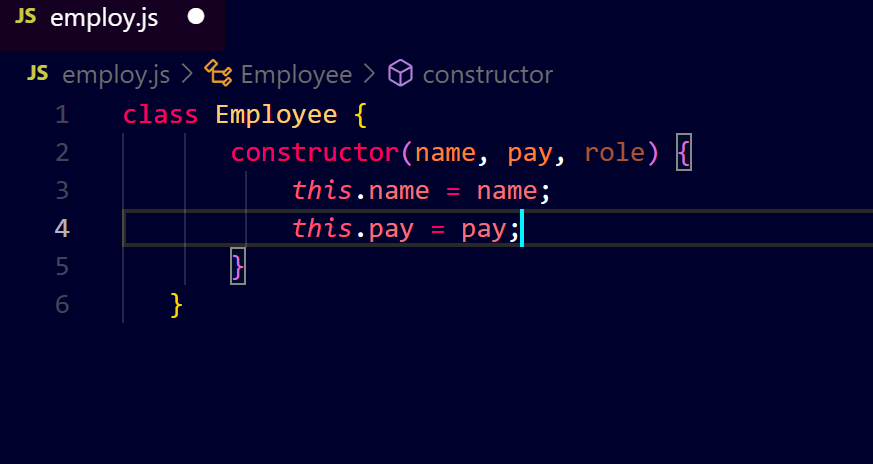 JS employ.js
JS employ.js > Employee > constructor
1 class Employee {
2 constructor(name, pay, role) {
3 this.name = name;
4 this.pay = pay;
5 }
6 }